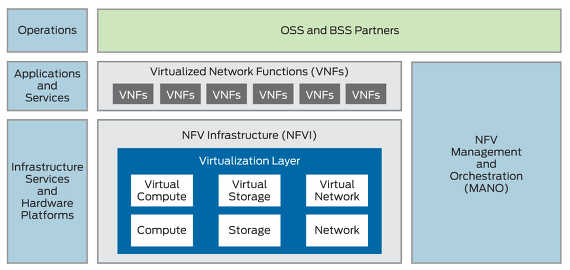 Operations
OSS and BSS Partners
Applications
and
Services
Virtualized Network Functions (VNFs)
VNFs VNFs VNFs VNFs VNFs VNFs
Infrastructure
Services
and
Hardware
Platforms
NFV Infrastructure (NFVI)
Virtualization Layer
Virtual
Compute
Virtual
Storage
Virtual
Network
Compute
Storage
Network
NFV
Management
and
Orchestration
(MANO)